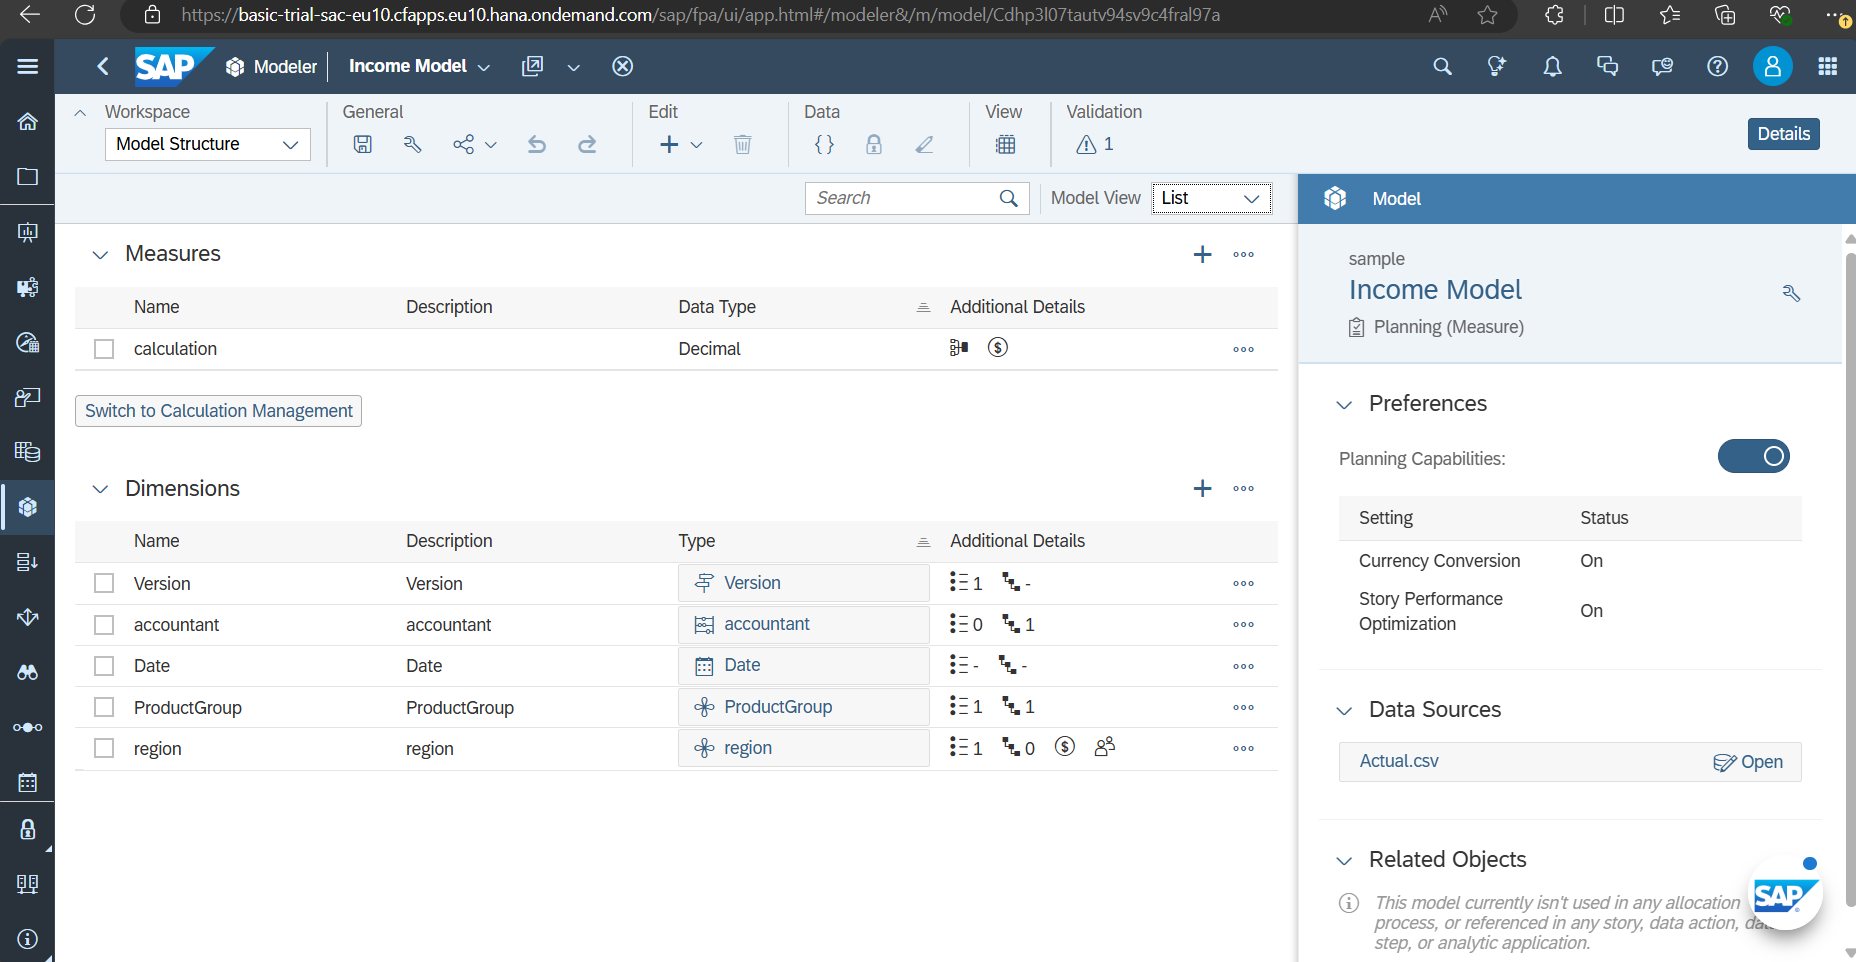 https://basic-trial-sac-eu10.cfapps.eu10.hana.ondemand.com/sap/fpa/ui/app.html#/modeler&/m/model/Cdhp3l07tautv94sv9c4fral97a
SAP Modeler Income Model
Workspace General Edit Data View Validation
Model Structure 1 Details
Search Model View List
Model
Measures
Name Description Data Type Additional Details
calculation Decimal
Switch to Calculation Management
Dimensions
Name Description Type Additional Details
Version Version Version 1 -
accountant accountant accountant 0 1
Date Date Date - -
ProductGroup ProductGroup ProductGroup 1 1
region region region 1 0
sample
Income Model
Planning (Measure)
Preferences
Planning Capabilities:
Setting Status
Currency Conversion On
Story Performance
Optimization On
Data Sources
Actual.csv Open
Related Objects
This model currently isn't used in any allocation
process, or referenced in any story, data action,
step, or analytic application.
SAP